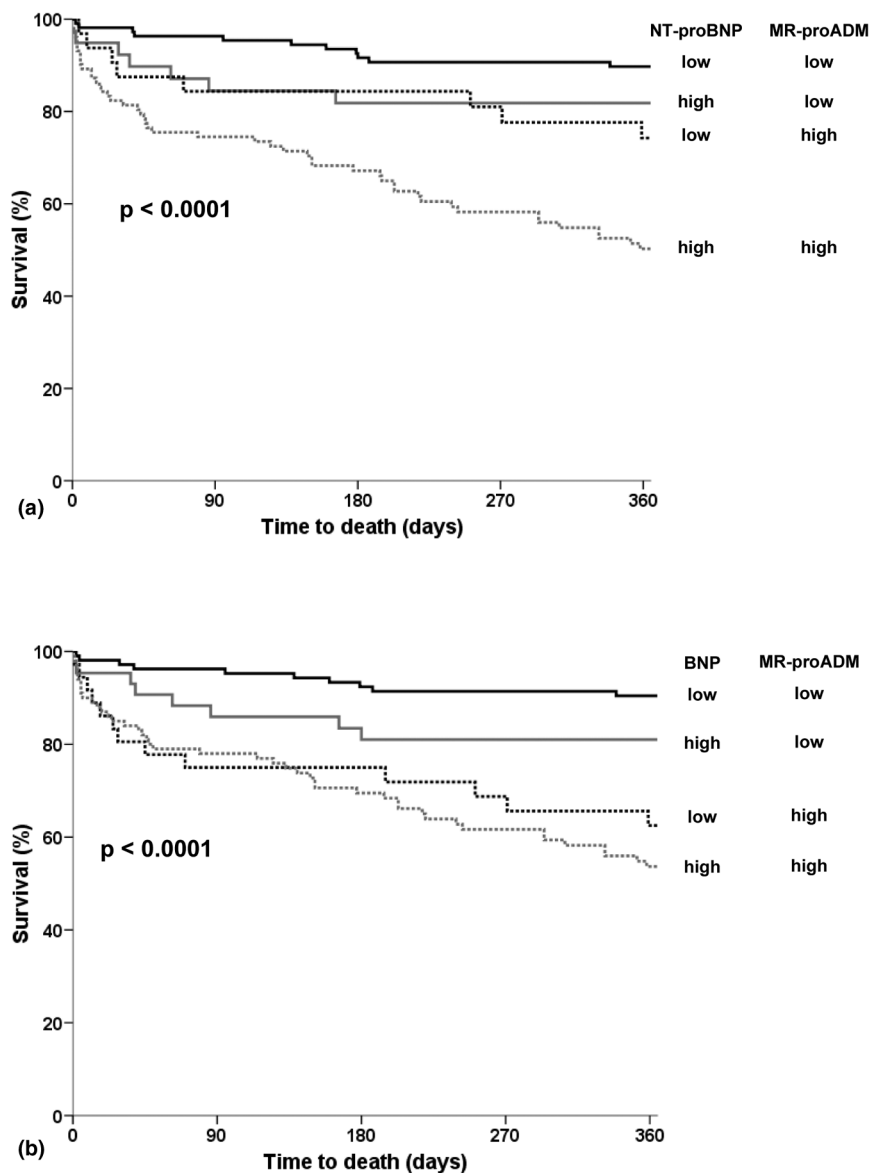 100
80
60
40
20
0
Survival (%)
p < 0.0001
NT-proBNP MR-proADM
low low
high low
low high
high high
0 90 180 270 360
Time to death (days)
(a)
100
80
60
40
20
0
Survival (%)
p < 0.0001
BNP MR-proADM
low low
high low
low high
high high
0 90 180 270 360
Time to death (days)
(b)